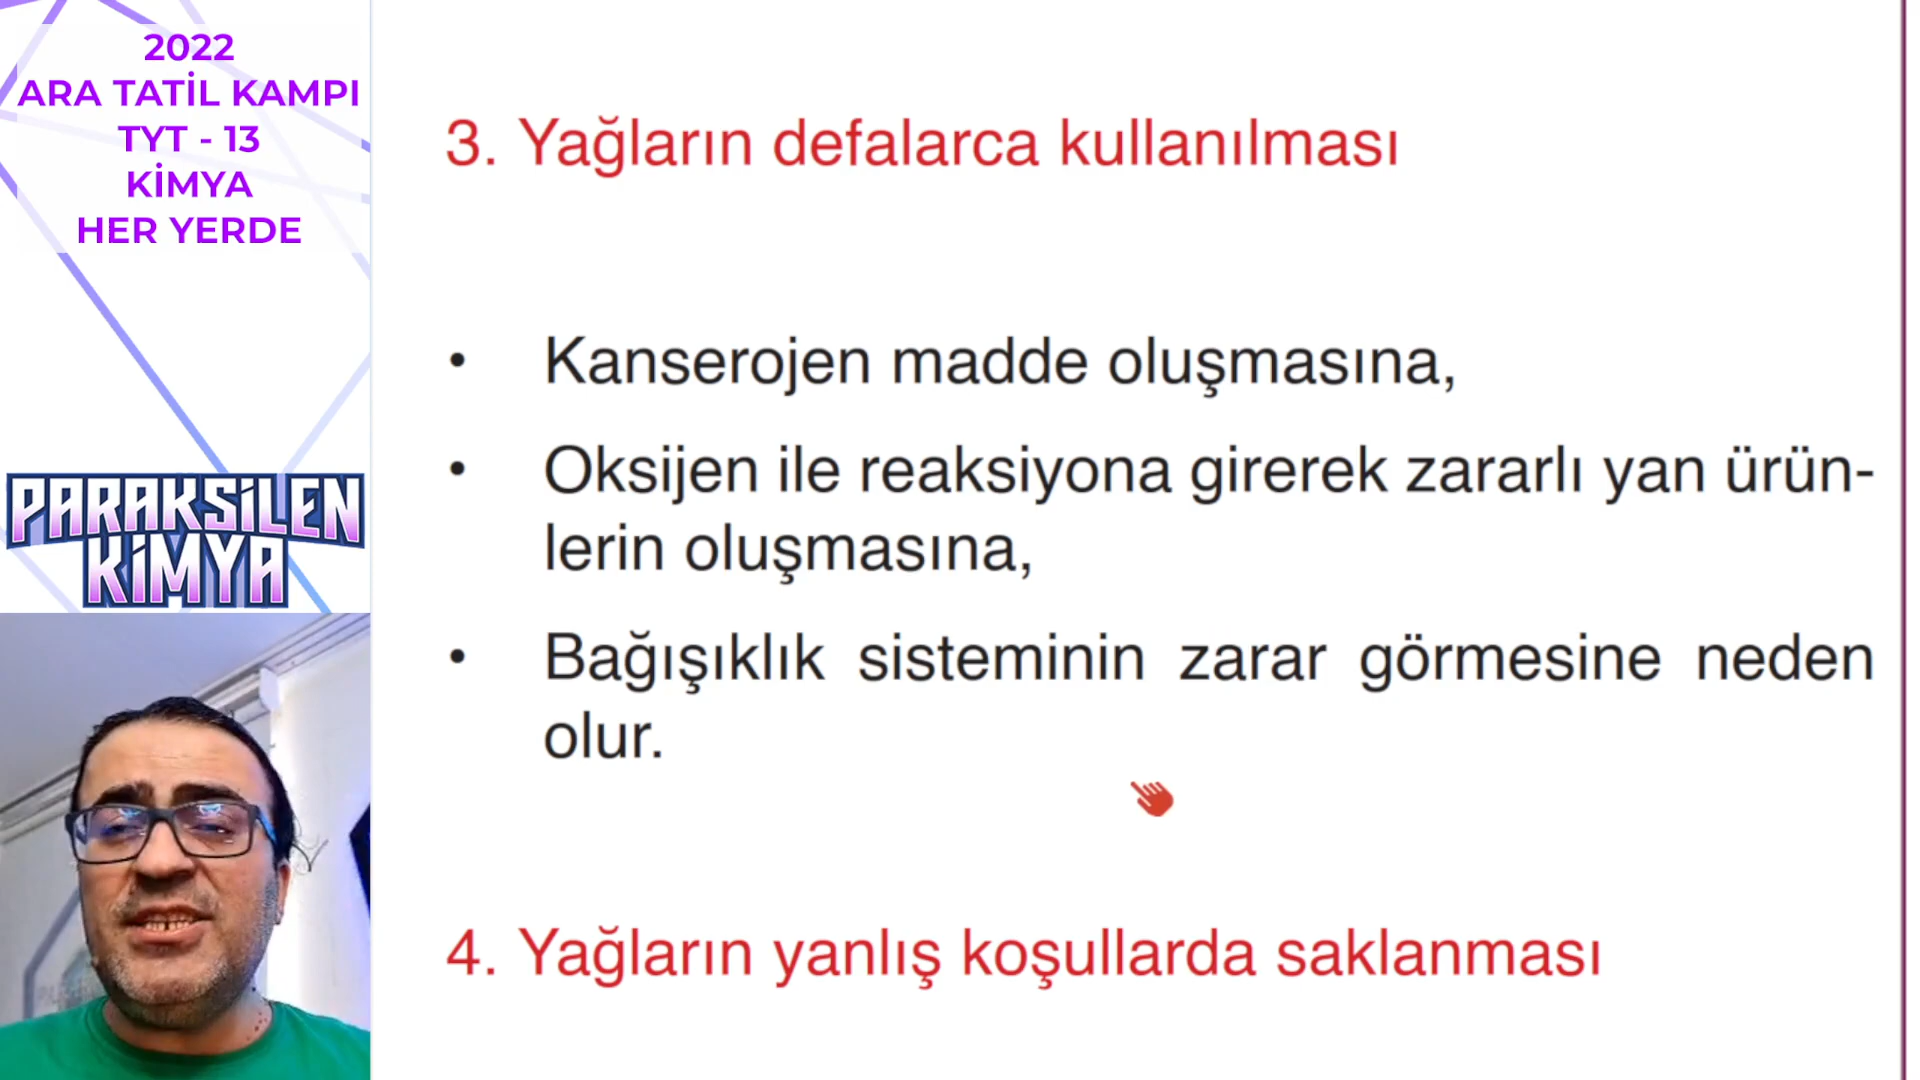 2022
ARA TATİL KAMPI
TYT - 13
KİMYA
HER YERDE
PARAKSİLEN
KİMYA
3. Yağların defalarca kullanılması
• Kanserojen madde oluşmasına,
• Oksijen ile reaksiyona girerek zararlı yan ürün-
lerin oluşmasına,
• Bağışıklık sisteminin zarar görmesine neden
olur.
4. Yağların yanlış koşullarda saklanması